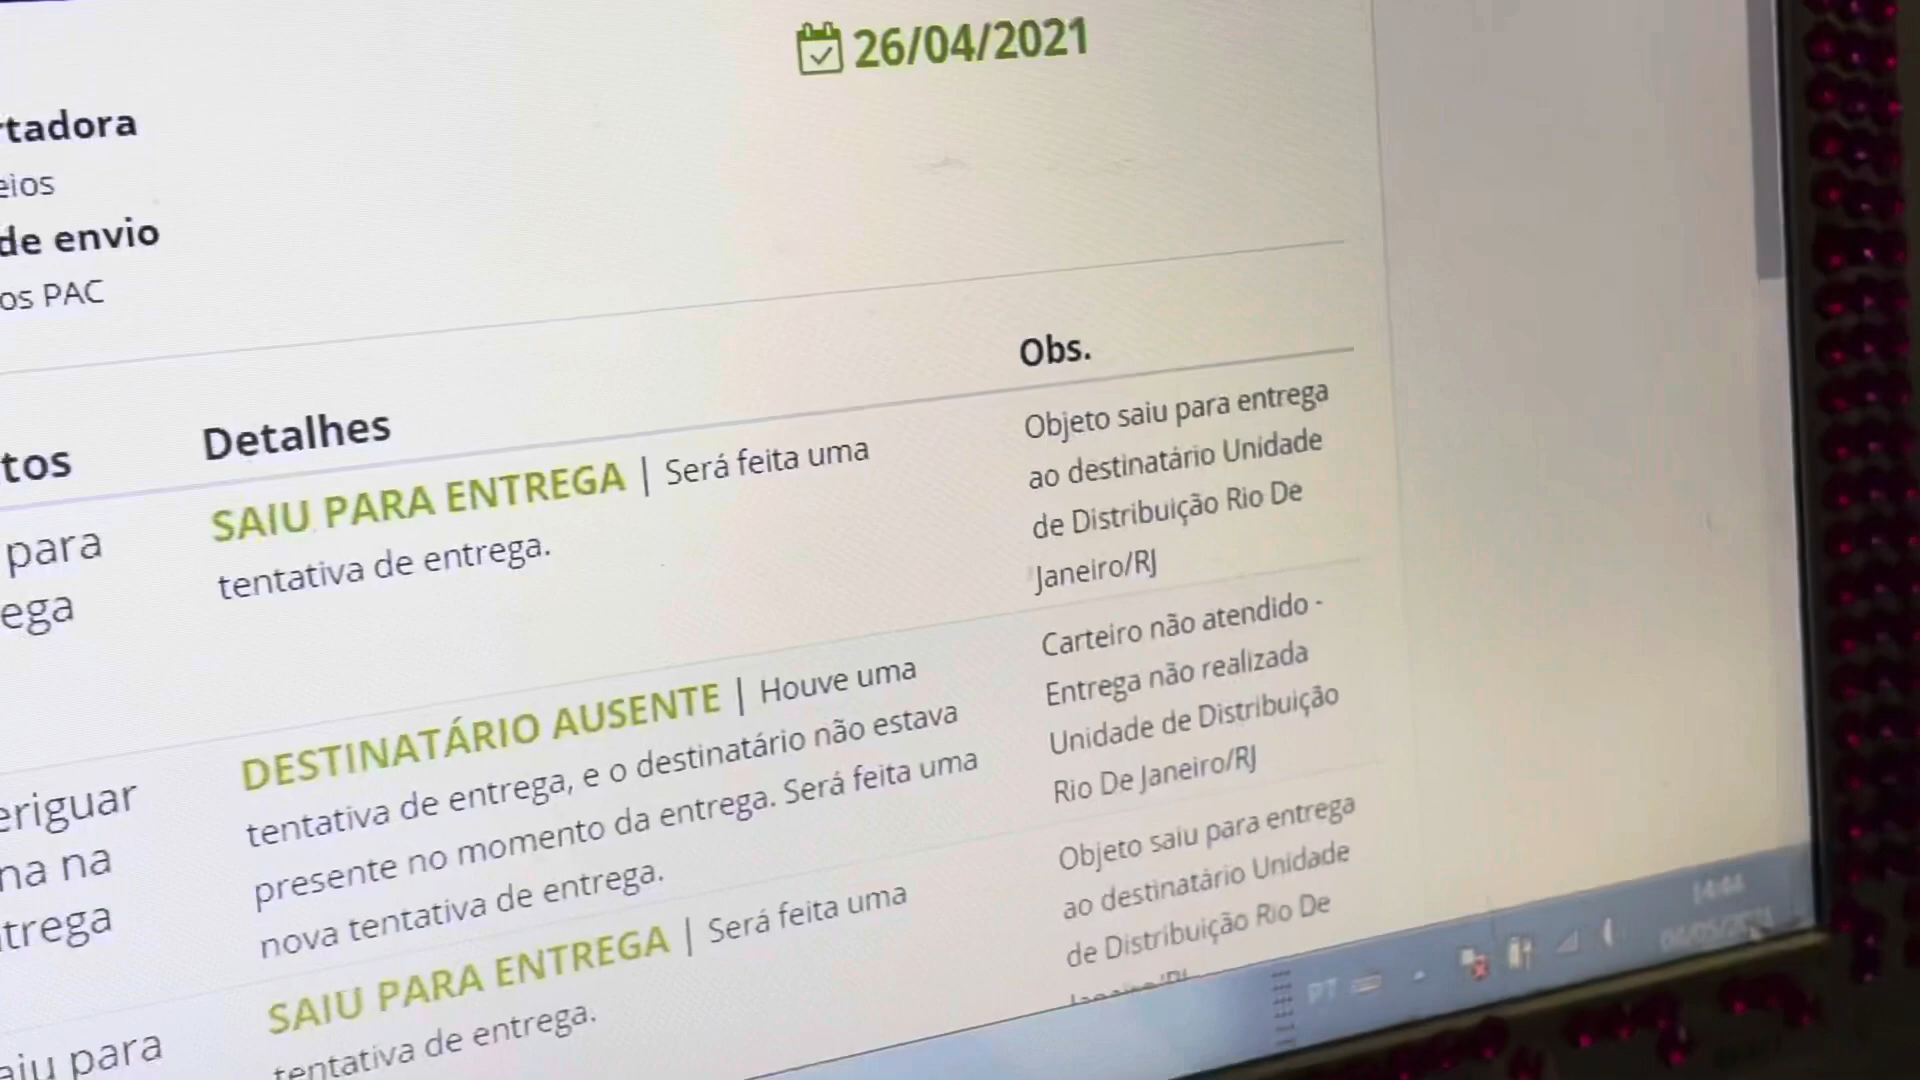 26/04/2021
rtadora
eios
de envio
os PAC
tos
Detalhes
Obs.
para
ega
SAIU PARA ENTREGA | Será feita uma
tentativa de entrega.
Objeto saiu para entrega
ao destinatário Unidade
de Distribuição Rio De
Janeiro/RJ
eriguar
na na
trega
DESTINATÁRIO AUSENTE | Houve uma
tentativa de entrega, e o destinatário não estava
presente no momento da entrega. Será feita uma
nova tentativa de entrega.
Carteiro não atendido -
Entrega não realizada
Unidade de Distribuição
Rio De Janeiro/RJ
aiu para
SAIU PARA ENTREGA | Será feita uma
tentativa de entrega.
Objeto saiu para entrega
ao destinatário Unidade
de Distribuição Rio De
PT